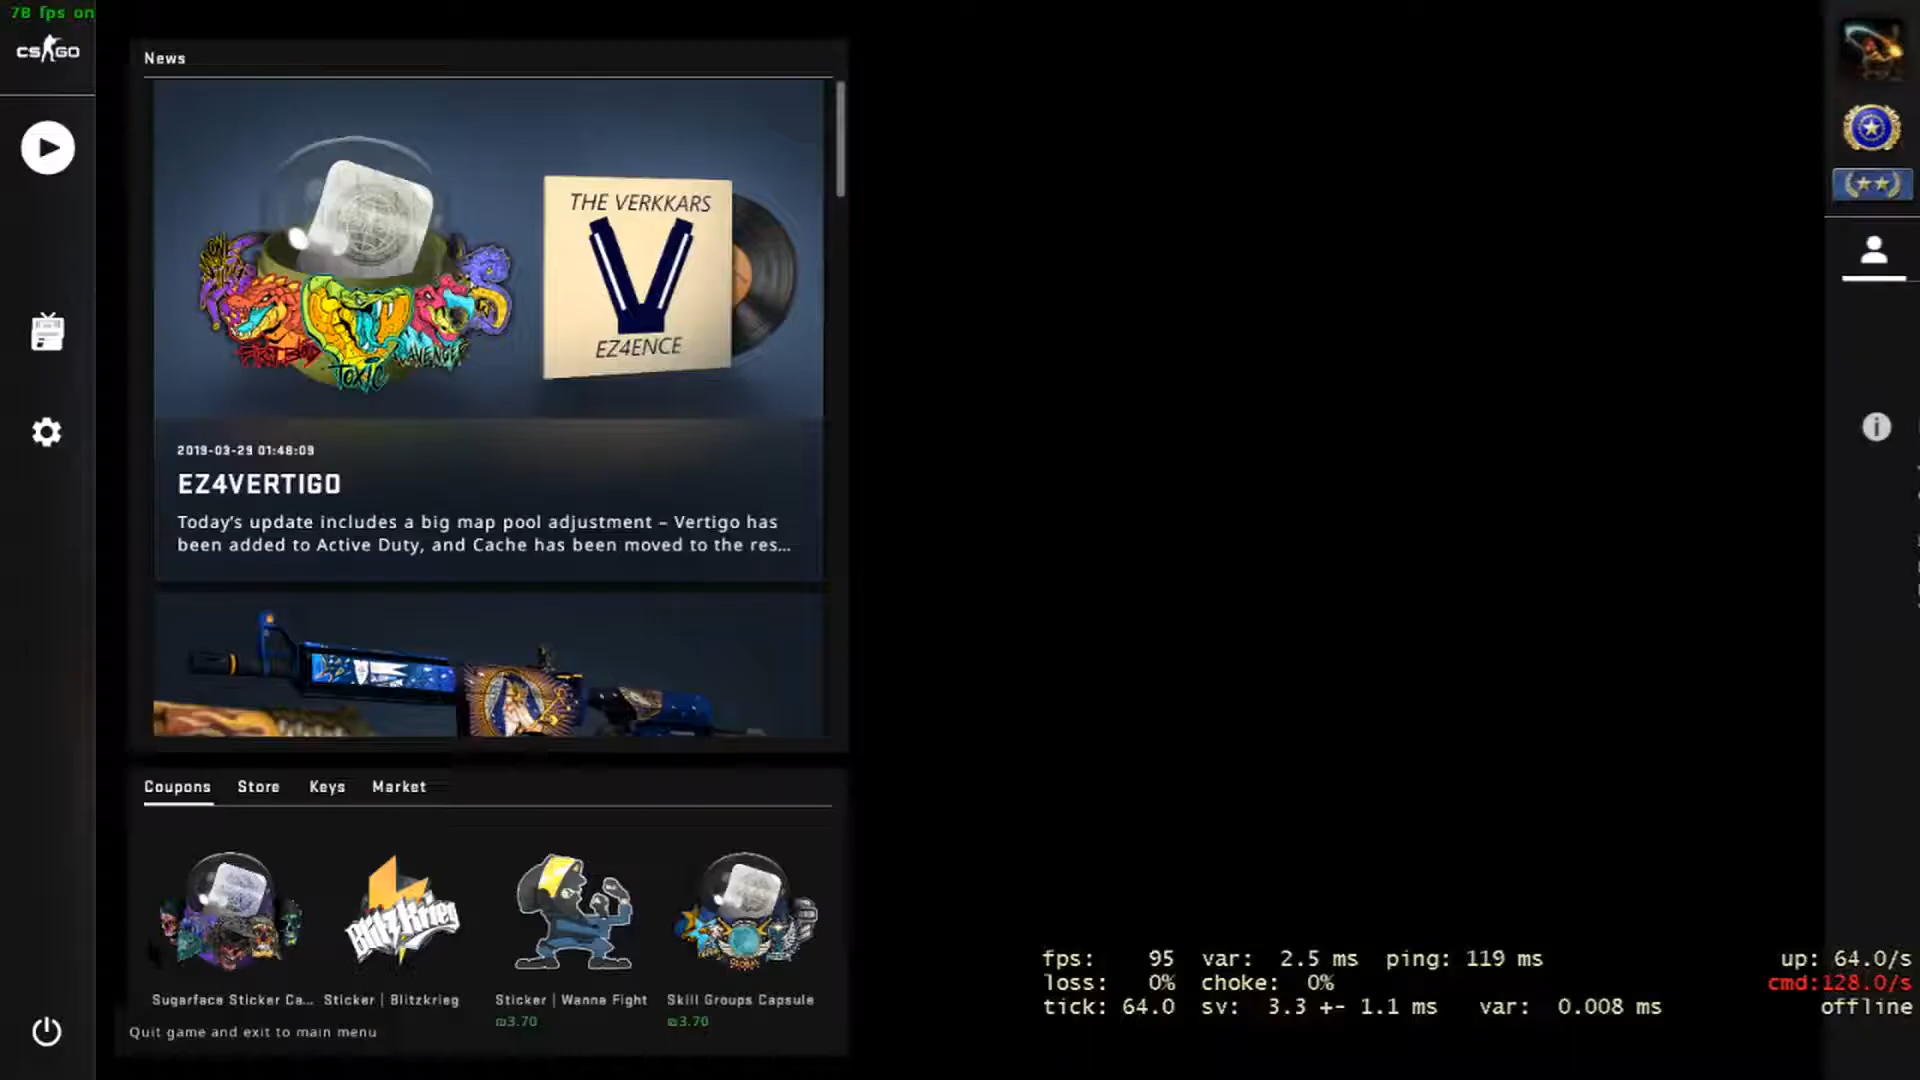 78 fps on
CS GO
News
THE VERKKARS
EZ4ENCE
TOXIC
2019-03-29 01:48:09
EZ4VERTIGO
Today's update includes a big map pool adjustment – Vertigo has
been added to Active Duty, and Cache has been moved to the res...
Coupons Store Keys Market
BlitzKrieg
Sugarface Sticker Ca... Sticker | Blitzkrieg Sticker | Wanna Fight Skill Groups Capsule
₪3.70 ₪3.70
Quit game and exit to main menu
fps: 95 var: 2.5 ms ping: 119 ms up: 64.0/s
loss: 0% choke: 0% cmd:128.0/s
tick: 64.0 sv: 3.3 +- 1.1 ms var: 0.008 ms offline